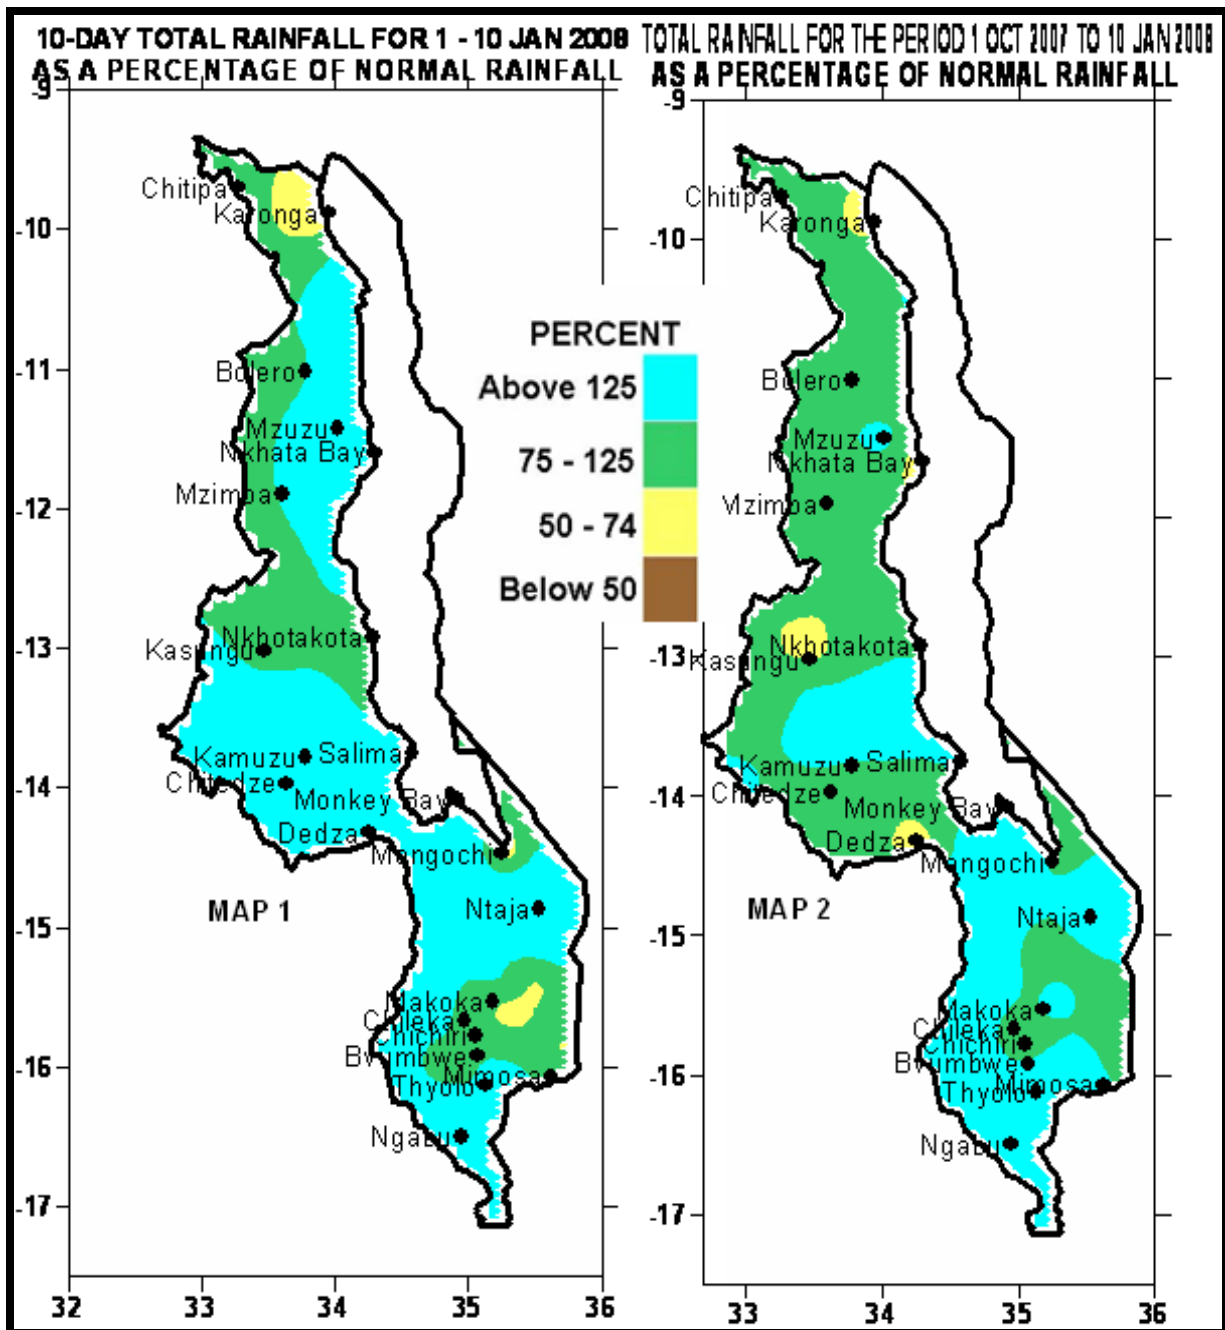 10-DAY TOTAL RAINFALL FOR 1 - 10 JAN 2008
AS A PERCENTAGE OF NORMAL RAINFALL
TOTAL RAINFALL FOR THE PERIOD 1 OCT 2007 TO 10 JAN 2008
AS A PERCENTAGE OF NORMAL RAINFALL
-9
-10
-11
-12
-13
-14
-15
-16
-17
32
33
34
35
36
Chitipa
Karonga
Bolero
Mzuzu
Nkhata Bay
Mzimba
Nkhotakota
Kasungu
Kamuzu
Salima
Chitedze
Monkey Bay
Dedza
Mangochi
MAP 1
Ntaja
Makoka
Chileka
Chichiri
Bvumbwe
Mimosa
Thyolo
Ngabu
PERCENT
Above 125
75 - 125
50 - 74
Below 50
-9
-10
-11
-12
-13
-14
-15
-16
-17
33
34
35
36
Chitipa
Karonga
Bolero
Mzuzu
Nkhata Bay
Mzimba
Nkhotakota
Kasungu
Kamuzu
Salima
Chitedze
Monkey Bay
Dedza
Mangochi
MAP 2
Ntaja
Makoka
Chileka
Chichiri
Bvumbwe
Mimosa
Thyolo
Ngabu